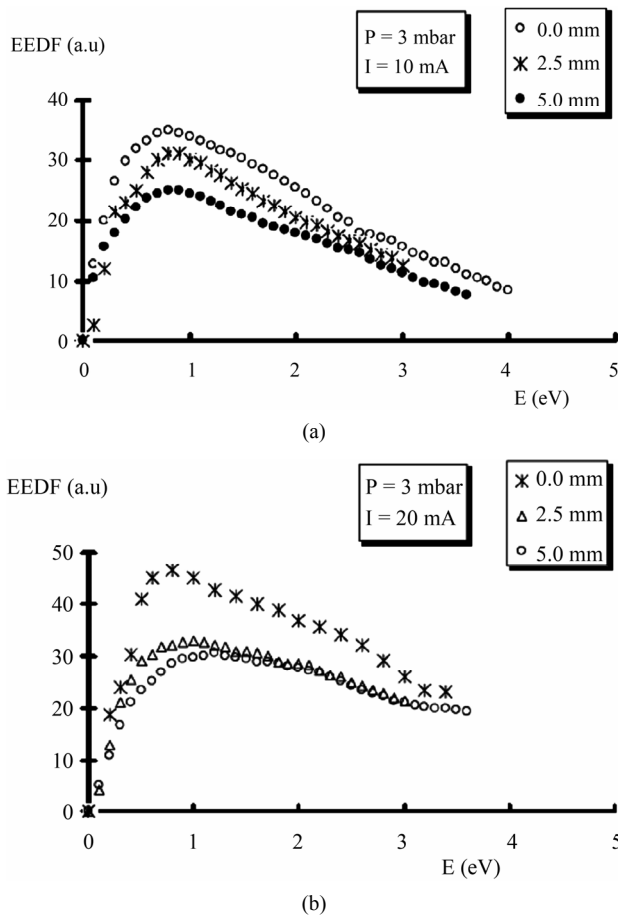 EEDF (a.u)
P = 3 mbar
I = 10 mA
0.0 mm
2.5 mm
5.0 mm
40
30
20
10
0
0 1 2 3 4 5
E (eV)
(a)
EEDF (a.u)
P = 3 mbar
I = 20 mA
0.0 mm
2.5 mm
5.0 mm
50
40
30
20
10
0
0 1 2 3 4 5
E (eV)
(b)